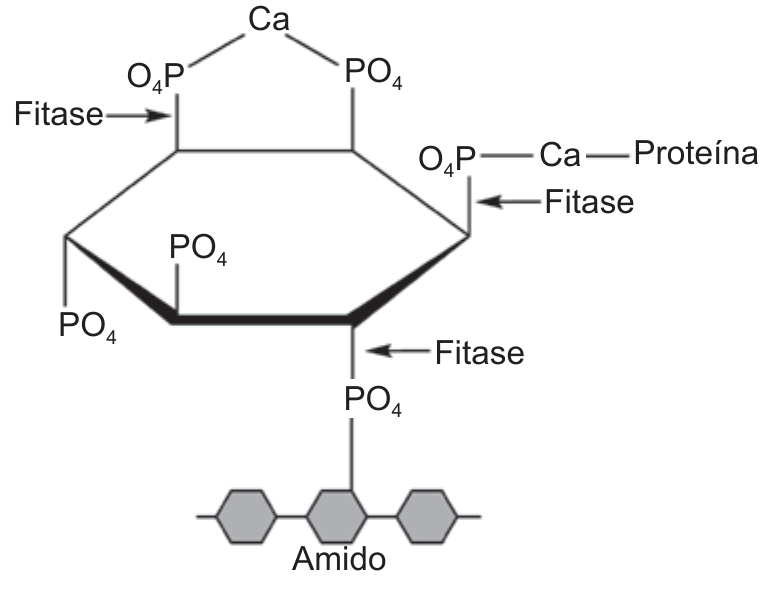 Ca
O₄P
PO₄
Fitase
O₄P
Ca
Proteína
Fitase
PO₄
PO₄
Fitase
PO₄
Amido